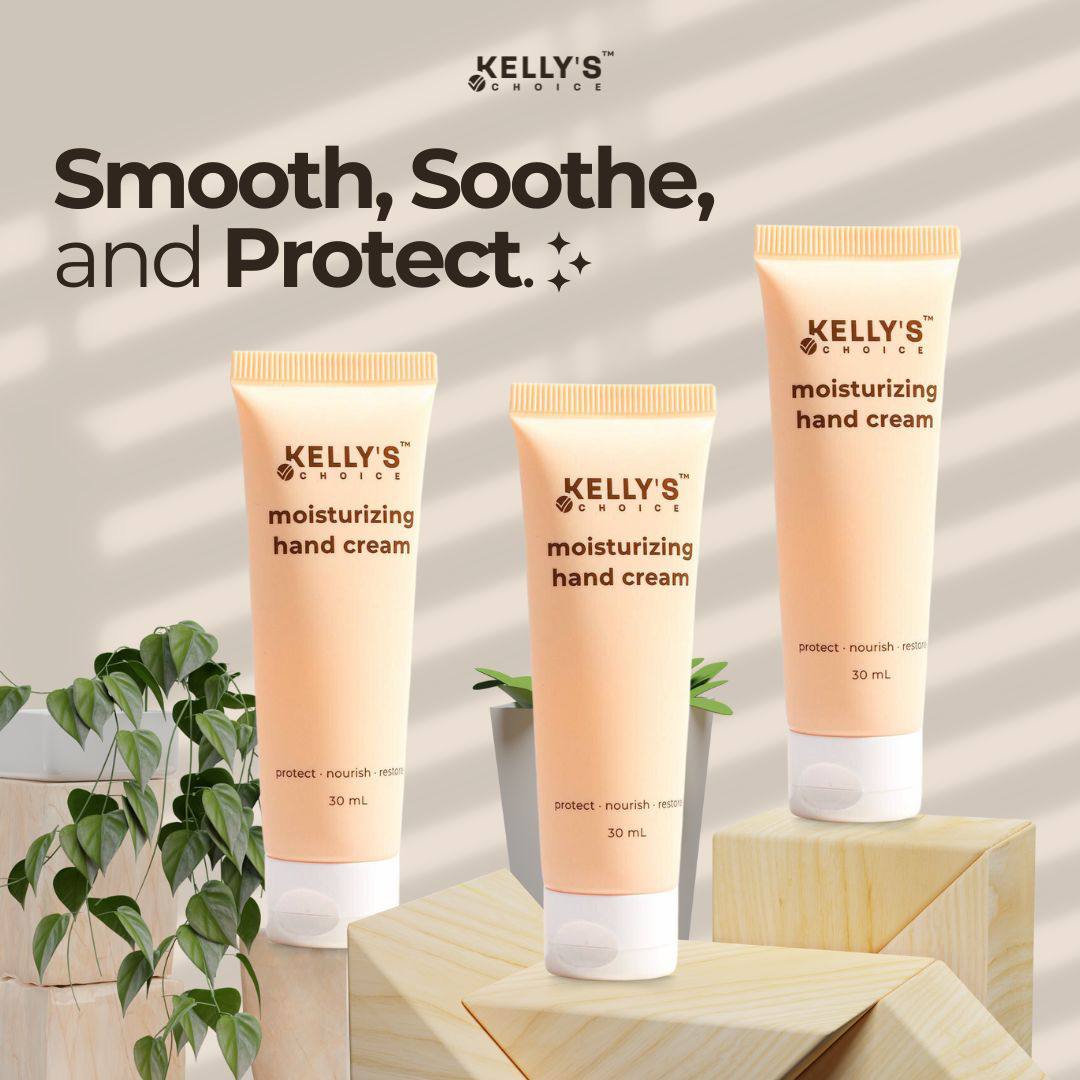 KELLY'S™
CHOICE
Smooth, Soothe,
and Protect.
KELLY'S™
CHOICE
moisturizing
hand cream
protect · nourish · restore
30 mL
KELLY'S™
CHOICE
moisturizing
hand cream
protect · nourish · restore
30 mL
KELLY'S™
CHOICE
moisturizing
hand cream
protect · nourish · restore
30 mL